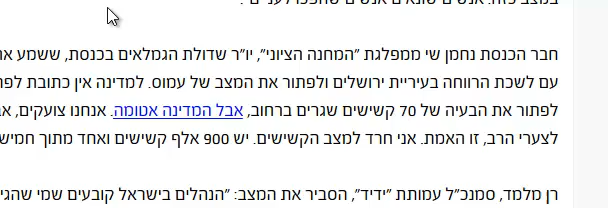 במצב כזה. אנשים שונאים אנשים שהפכו לעניים".
חבר הכנסת נחמן שי ממפלגת "המחנה הציוני", יו"ר שדולת הגמלאים בכנסת, ששמע את
עם לשכת הרווחה בעיריית ירושלים ולפתור את המצב של עמוס. למדינה אין כתובת לפ
לפתור את הבעיה של 70 קשישים שגרים ברחוב, אבל המדינה אטומה. אנחנו צועקים, א
לצערי הרב, זו האמת. אני חרד למצב הקשישים. יש 900 אלף קשישים ואחד מתוך חמיש
רן מלמד, סמנכ"ל עמותת "ידיד", הסביר את המצב: "הנהלים בישראל קובעים שמי שהגי